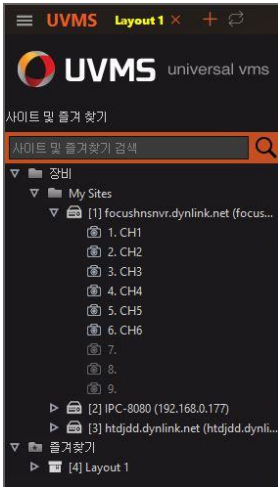 UVMS Layout 1 × +
UVMS universal vms
사이트 및 즐겨 찾기
사이트 및 즐겨찾기 검색
장비
My Sites
[1] focushnsnvr.dynlink.net (focus...
1. CH1
2. CH2
3. CH3
4. CH4
5. CH5
6. CH6
7.
8.
9.
[2] IPC-8080 (192.168.0.177)
[3] htdjdd.dynlink.net (htdjdd.dynli...
즐겨찾기
[4] Layout 1